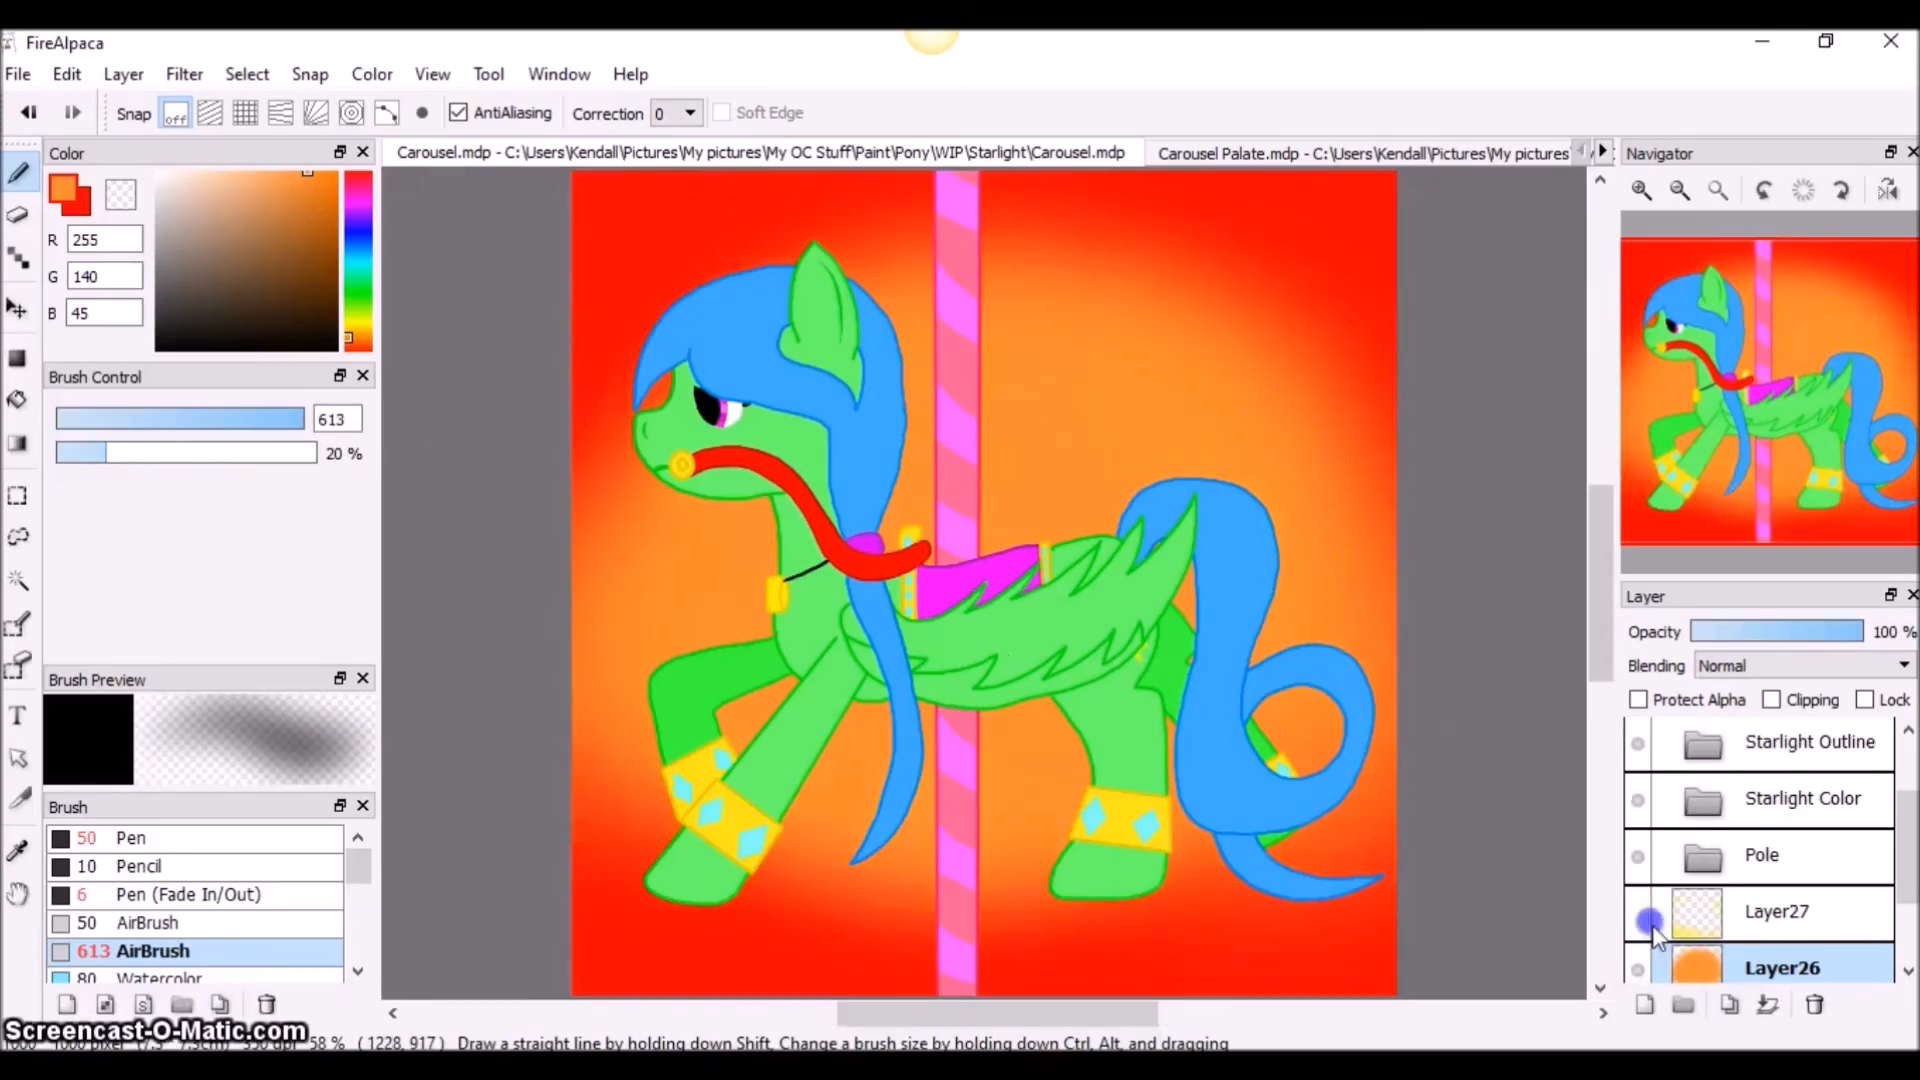 FireAlpaca
File Edit Layer Filter Select Snap Color View Tool Window Help
Snap off AntiAliasing Correction 0 Soft Edge
Color
Carousel.mdp - C:\Users\Kendall\Pictures\My pictures\My OC Stuff\Paint\Pony\WIP\Starlight\Carousel.mdp
Carousel Palate.mdp - C:\Users\Kendall\Pictures\My pictures
Navigator
R 255
G 140
B 45
Brush Control
613
20 %
Layer
Opacity 100 %
Blending Normal
Protect Alpha Clipping Lock
Starlight Outline
Starlight Color
Pole
Layer27
Layer26
Brush Preview
Brush
50 Pen
10 Pencil
6 Pen (Fade In/Out)
50 AirBrush
613 AirBrush
80 Watercolor
S
T
Screencast-O-Matic.com
58 % ( 1228, 917 ) Draw a straight line by holding down Shift, Change a brush size by holding down Ctrl, Alt, and dragging